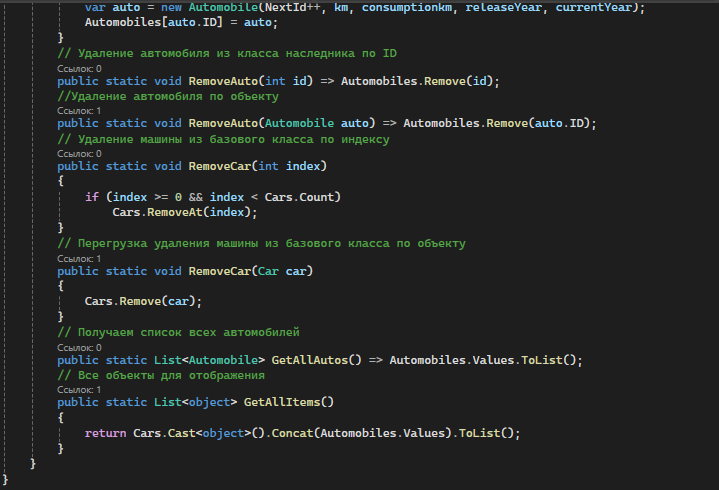 var auto = new Automobile(NextId++, km, consumptionkm, releaseYear, currentYear);
Automobiles[auto.ID] = auto;
}
// Удаление автомобиля из класса наследника по ID
Ссылок: 0
public static void RemoveAuto(int id) => Automobiles.Remove(id);
//Удаление автомобиля по объекту
Ссылок: 1
public static void RemoveAuto(Automobile auto) => Automobiles.Remove(auto.ID);
// Удаление машины из базового класса по индексу
Ссылок: 0
public static void RemoveCar(int index)
{
if (index >= 0 && index < Cars.Count)
Cars.RemoveAt(index);
}
// Перегрузка удаления машины из базового класса по объекту
Ссылок: 1
public static void RemoveCar(Car car)
{
Cars.Remove(car);
}
// Получаем список всех автомобилей
Ссылок: 0
public static List<Automobile> GetAllAutos() => Automobiles.Values.ToList();
// Все объекты для отображения
Ссылок: 1
public static List<object> GetAllItems()
{
return Cars.Cast<object>().Concat(Automobiles.Values).ToList();
}
}
}